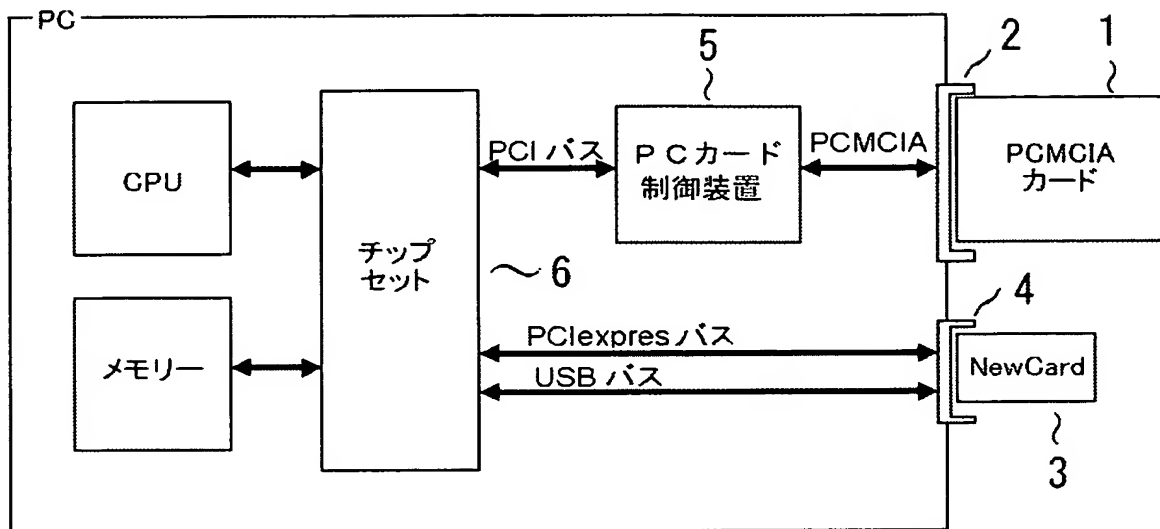 PC
2
1
5
PCI バス
PCカード
制御装置
PCMCIA
PCMCIA
カード
CPU
チップ
セット
6
メモリー
PCIexpres バス
USB バス
4
NewCard
3